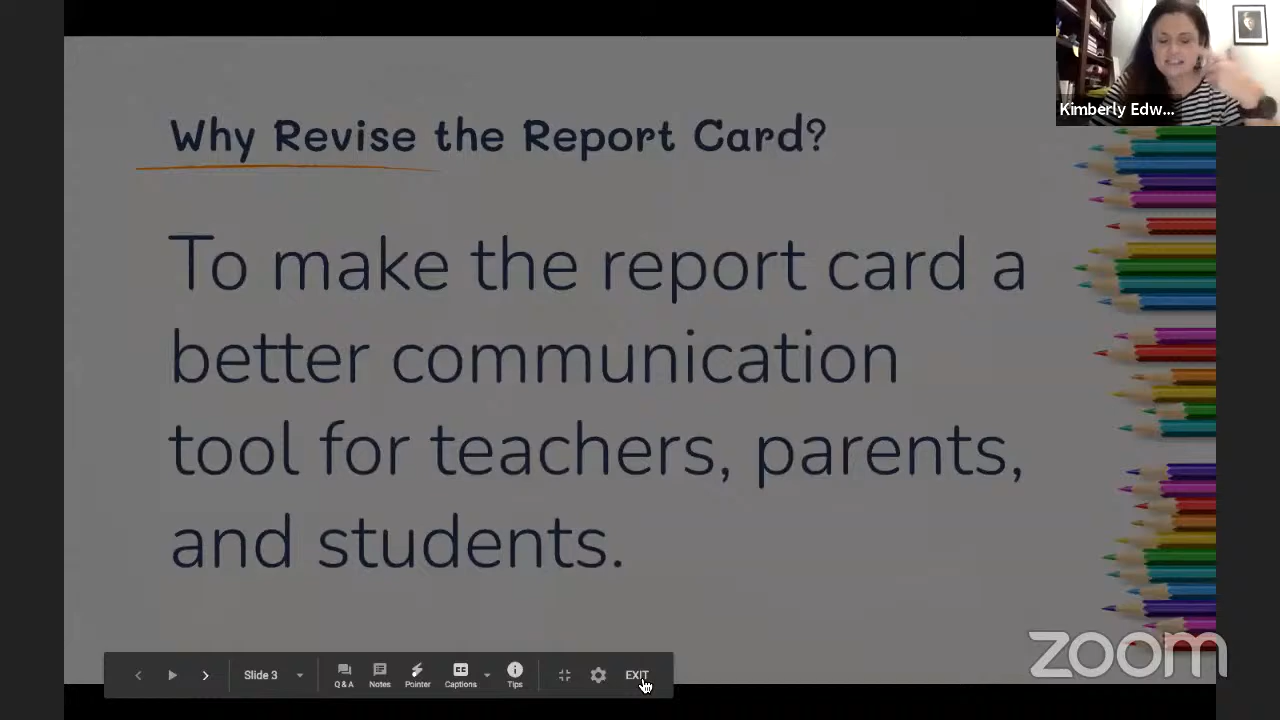 Kimberly Edw...
Why Revise the Report Card?
To make the report card a
better communication
tool for teachers, parents,
and students.
zoom
Slide 3
Q & A
Notes
Pointer
CC
Captions
Tips
EXIT